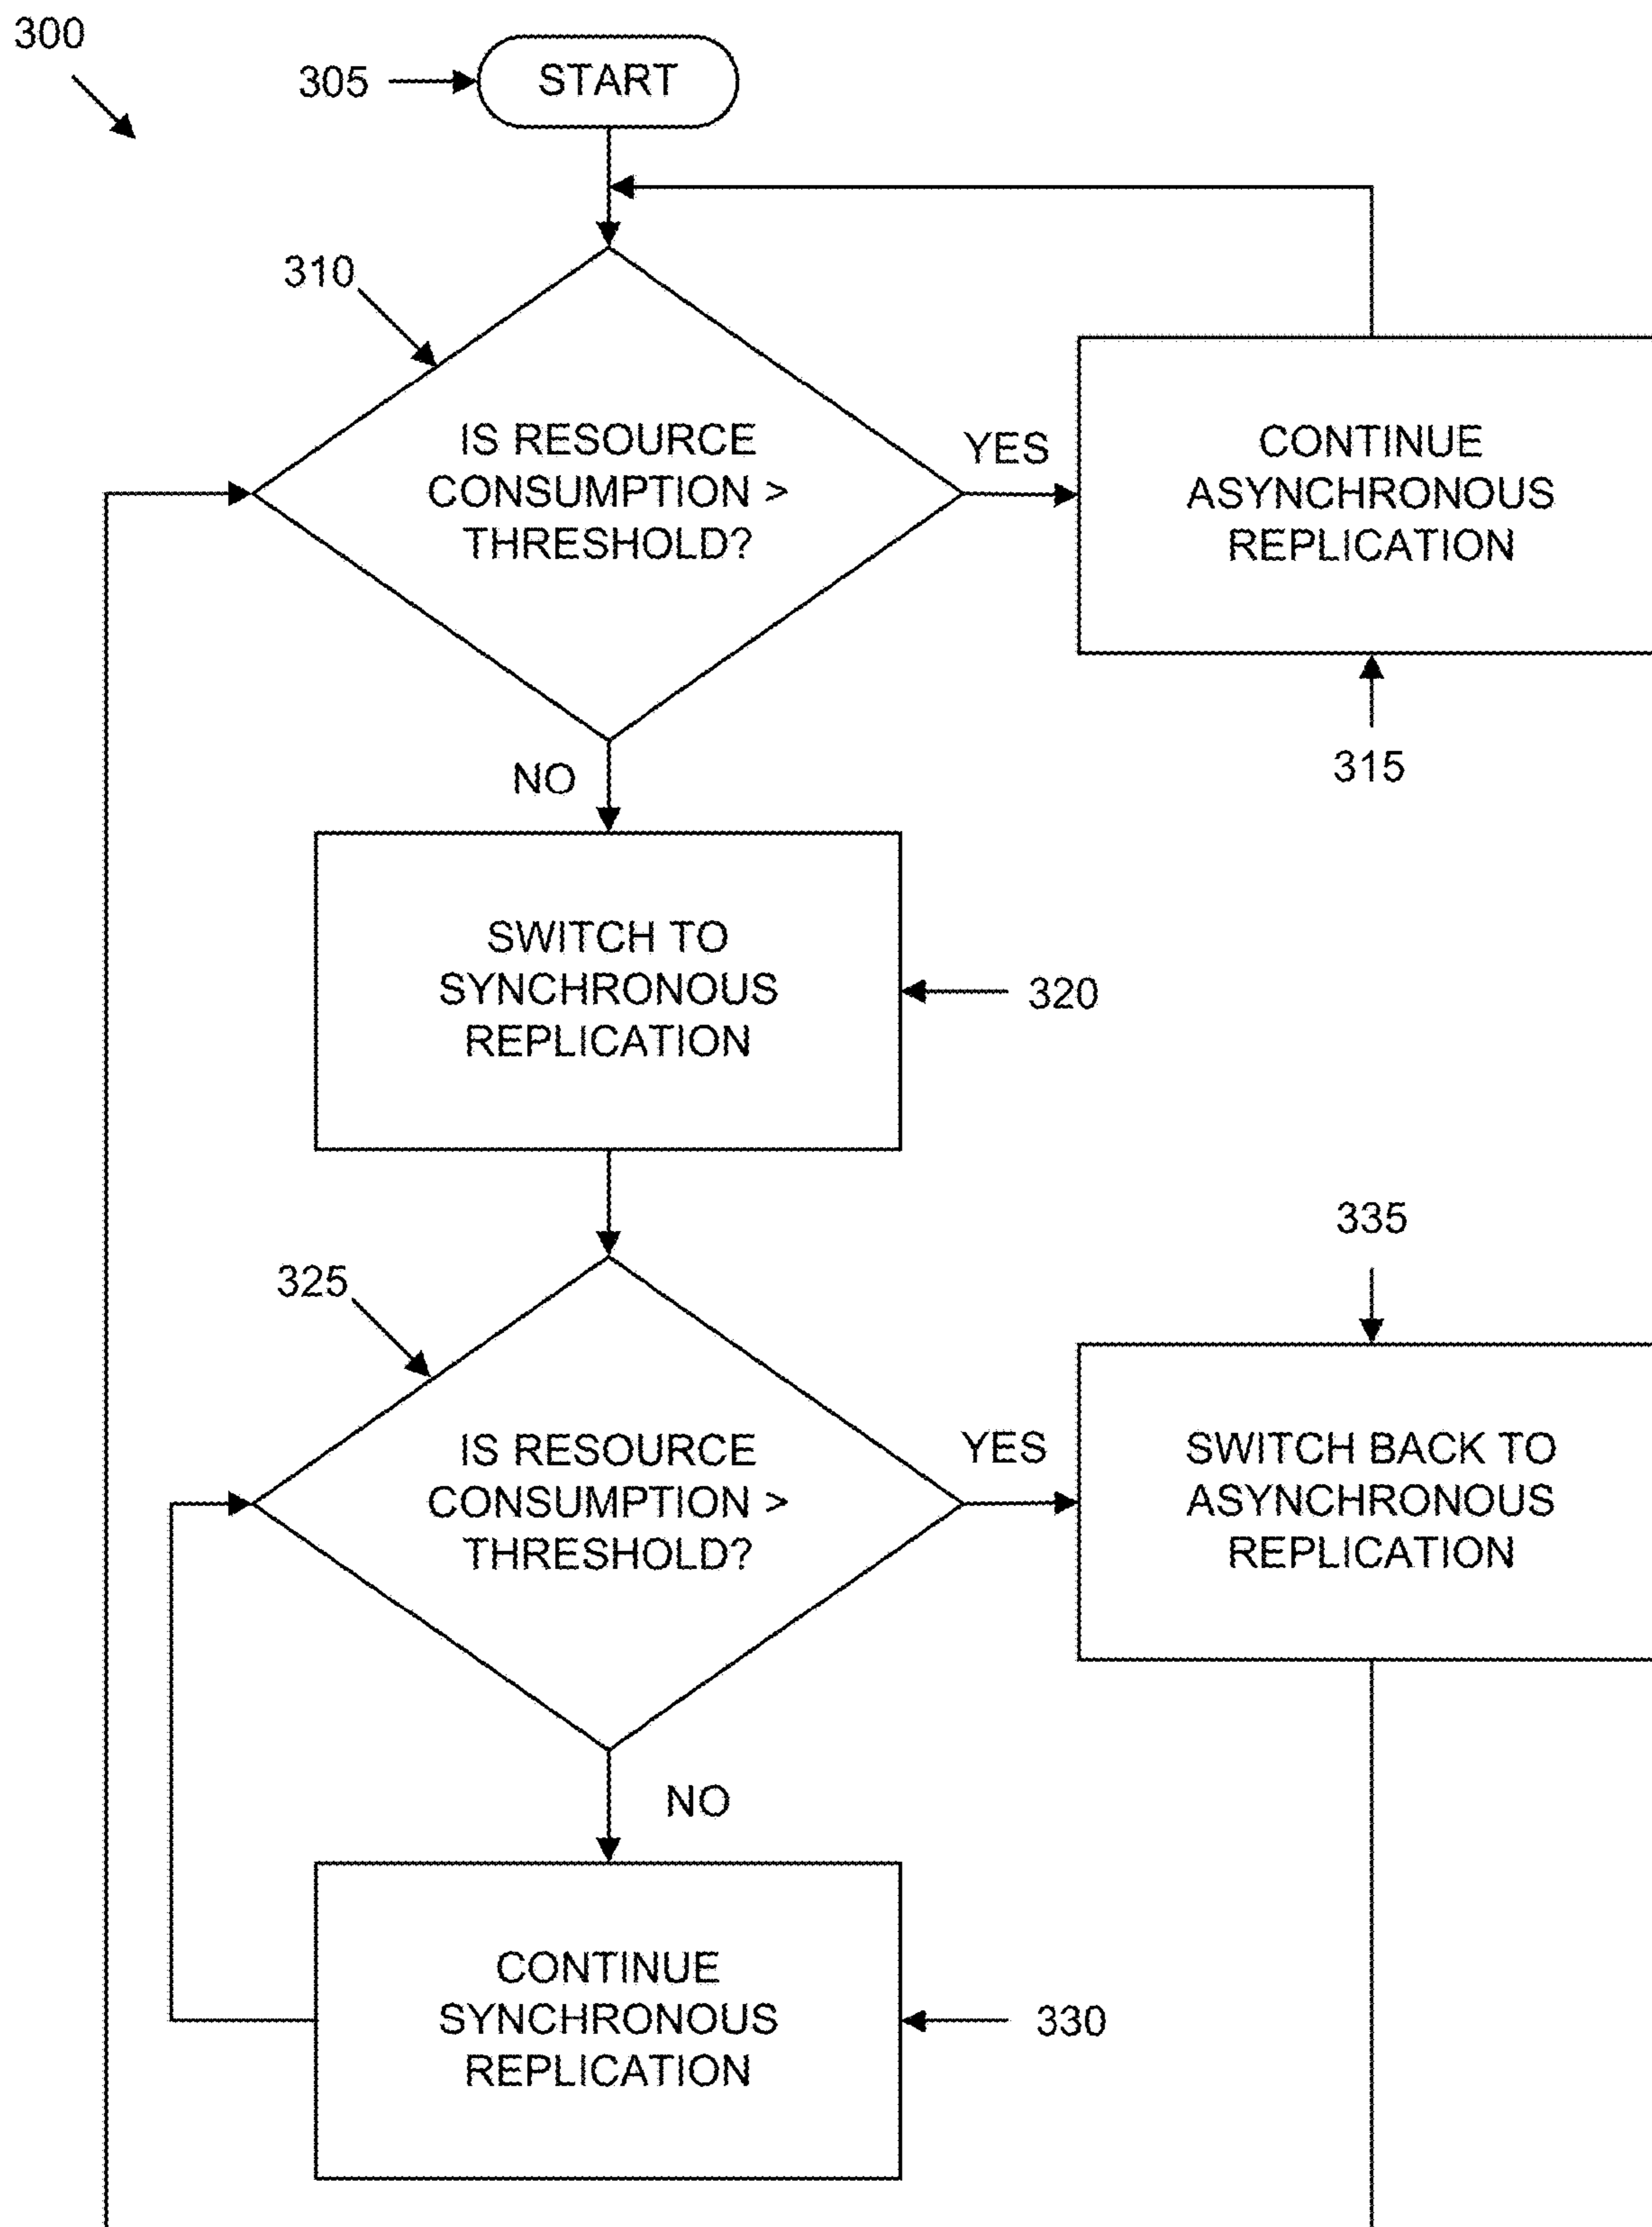 300
305
START
310
IS RESOURCE
CONSUMPTION >
THRESHOLD?
YES
CONTINUE
ASYNCHRONOUS
REPLICATION
315
NO
SWITCH TO
SYNCHRONOUS
REPLICATION
320
325
IS RESOURCE
CONSUMPTION >
THRESHOLD?
YES
335
SWITCH BACK TO
ASYNCHRONOUS
REPLICATION
NO
CONTINUE
SYNCHRONOUS
REPLICATION
330